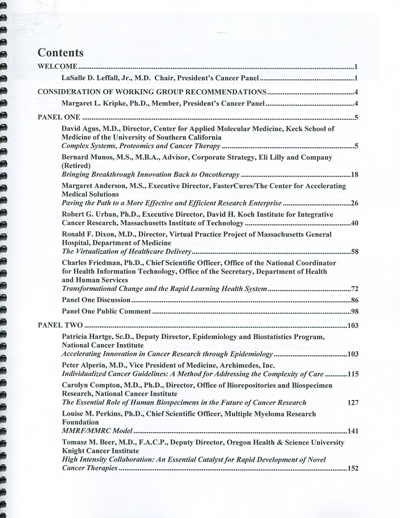 Contents
WELCOME.....1
LaSalle D. Leffall, Jr., M.D. Chair, President's Cancer Panel.....1
CONSIDERATION OF WORKING GROUP RECOMMENDATIONS.....4
Margaret L. Kripke, Ph.D., Member, President's Cancer Panel.....4
PANEL ONE.....5
David Agus, M.D., Director, Center for Applied Molecular Medicine, Keck School of
Medicine of the University of Southern California
Complex Systems, Proteomics and Cancer Therapy.....5
Bernard Munos, M.S., M.B.A., Advisor, Corporate Strategy, Eli Lilly and Company
(Retired)
Bringing Breakthrough Innovation Back to Oncotherapy.....18
Margaret Anderson, M.S., Executive Director, FasterCures/The Center for Accelerating
Medical Solutions
Paving the Path to a More Effective and Efficient Research Enterprise.....26
Robert G. Urban, Ph.D., Executive Director, David H. Koch Institute for Integrative
Cancer Research, Massachusetts Institute of Technology.....40
Ronald F. Dixon, M.D., Director, Virtual Practice Project of Massachusetts General
Hospital, Department of Medicine
The Virtualization of Healthcare Delivery.....58
Charles Friedman, Ph.D., Chief Scientific Officer, Office of the National Coordinator
for Health Information Technology, Office of the Secretary, Department of Health
and Human Services
Transformational Change and the Rapid Learning Health System.....72
Panel One Discussion.....86
Panel One Public Comment.....98
PANEL TWO.....103
Patricia Hartge, Sc.D., Deputy Director, Epidemiology and Biostatistics Program,
National Cancer Institute
Accelerating Innovation in Cancer Research through Epidemiology.....103
Peter Alperin, M.D., Vice President of Medicine, Archimedes, Inc.
Individualized Cancer Guidelines: A Method for Addressing the Complexity of Care.....115
Carolyn Compton, M.D., Ph.D., Director, Office of Biorepositories and Biospecimen
Research, National Cancer Institute
The Essential Role of Human Biospecimens in the Future of Cancer Research 127
Louise M. Perkins, Ph.D., Chief Scientific Officer, Multiple Myeloma Research
Foundation
MMRF/MMRC Model.....141
Tomasz M. Beer, M.D., F.A.C.P., Deputy Director, Oregon Health & Science University
Knight Cancer Institute
High Intensity Collaboration: An Essential Catalyst for Rapid Development of Novel
Cancer Therapies.....152